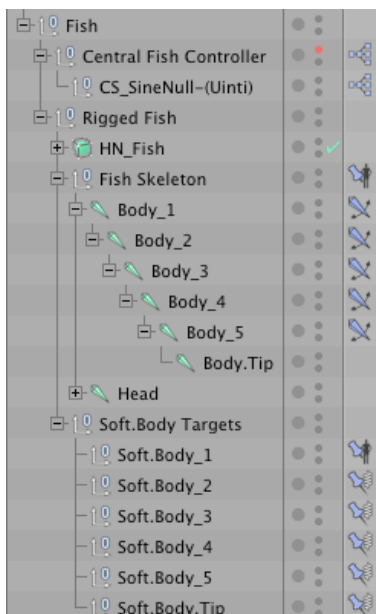 Fish
Central Fish Controller
CS_SineNull-(Uinti)
Rigged Fish
HN_Fish
Fish Skeleton
Body_1
Body_2
Body_3
Body_4
Body_5
Body.Tip
Head
Soft.Body Targets
Soft.Body_1
Soft.Body_2
Soft.Body_3
Soft.Body_4
Soft.Body_5
Soft.Body.Tip